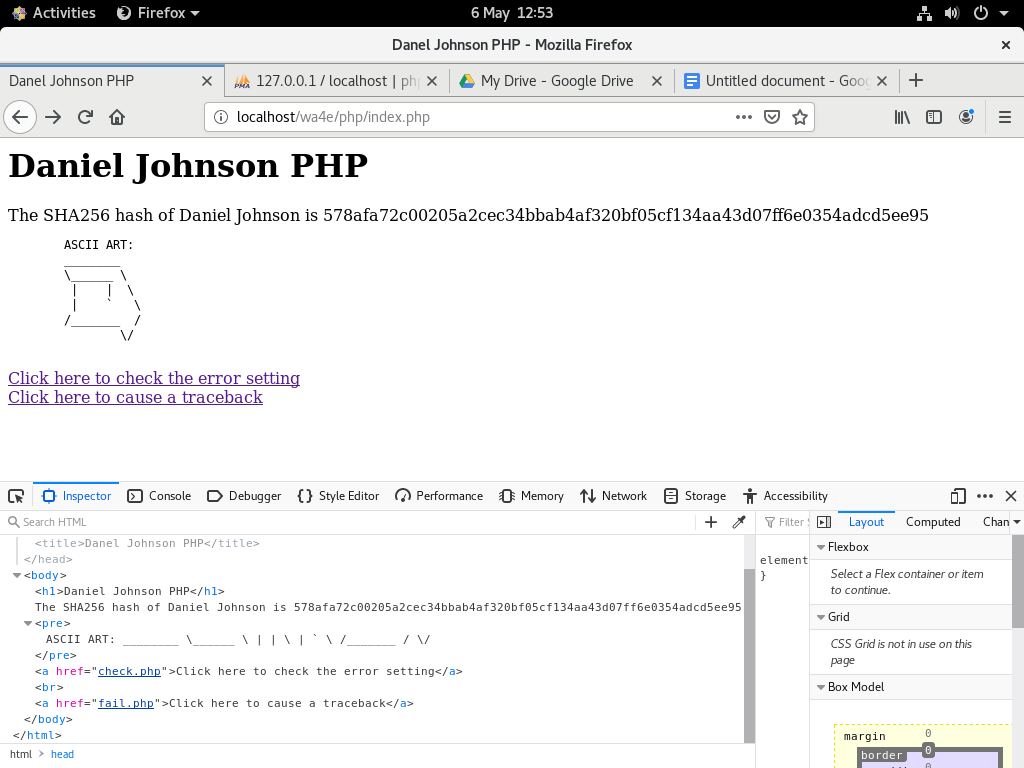 Activities Firefox 6 May 12:53
Danel Johnson PHP - Mozilla Firefox
Danel Johnson PHP 127.0.0.1 / localhost | php My Drive - Google Drive Untitled document - Goog
localhost/wa4e/php/index.php
Daniel Johnson PHP
The SHA256 hash of Daniel Johnson is 578afa72c00205a2cec34bbab4af320bf05cf134aa43d07ff6e0354adcd5ee95
ASCII ART:
________
\______ \
 |    |  \
 |    `   \
/_______  /
        \/
Click here to check the error setting
Click here to cause a traceback
Inspector Console Debugger Style Editor Performance Memory Network Storage Accessibility
Search HTML Filter Layout Computed Chan
<title>Danel Johnson PHP</title>
</head>
<body>
<h1>Daniel Johnson PHP</h1>
The SHA256 hash of Daniel Johnson is 578afa72c00205a2cec34bbab4af320bf05cf134aa43d07ff6e0354adcd5ee95
<pre>
ASCII ART: ________ \______ \ | | \ | ` \ /_______ / \/
</pre>
<a href="check.php">Click here to check the error setting</a>
<br>
<a href="fail.php">Click here to cause a traceback</a>
</body>
</html>
html > head
element
}
Flexbox
Select a Flex container or item
to continue.
Grid
CSS Grid is not in use on this
page
Box Model
margin 0
border 0
0